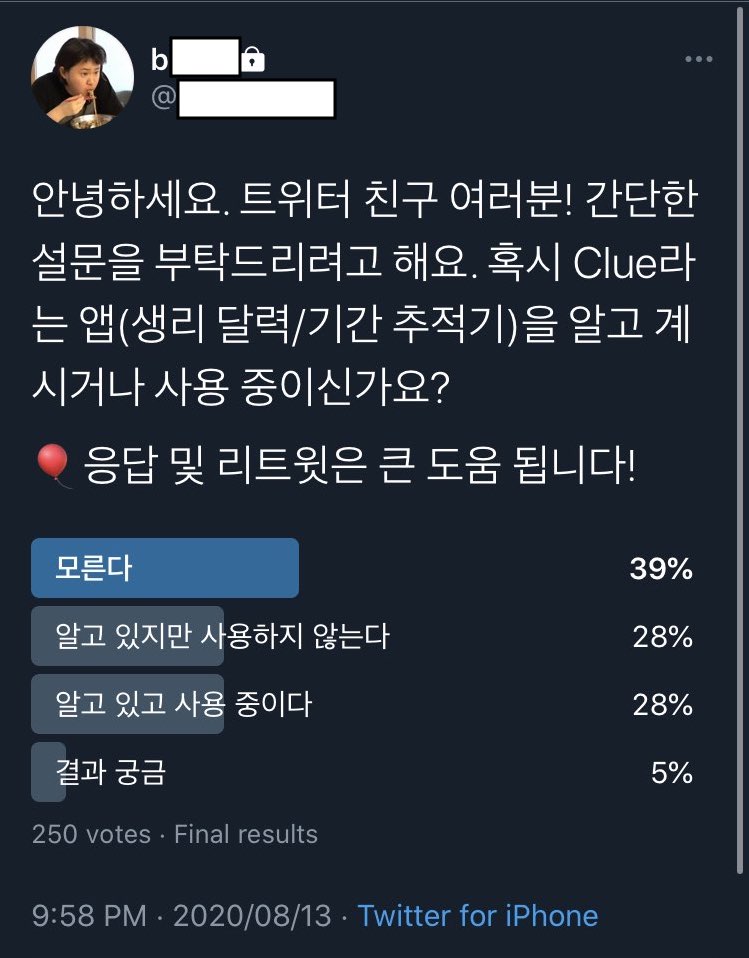 b
@
안녕하세요. 트위터 친구 여러분! 간단한
설문을 부탁드리려고 해요. 혹시 Clue라
는 앱(생리 달력/기간 추적기)을 알고 계
시거나 사용 중이신가요?
🎈 응답 및 리트윗은 큰 도움 됩니다!
모른다 39%
알고 있지만 사용하지 않는다 28%
알고 있고 사용 중이다 28%
결과 궁금 5%
250 votes · Final results
9:58 PM · 2020/08/13 · Twitter for iPhone